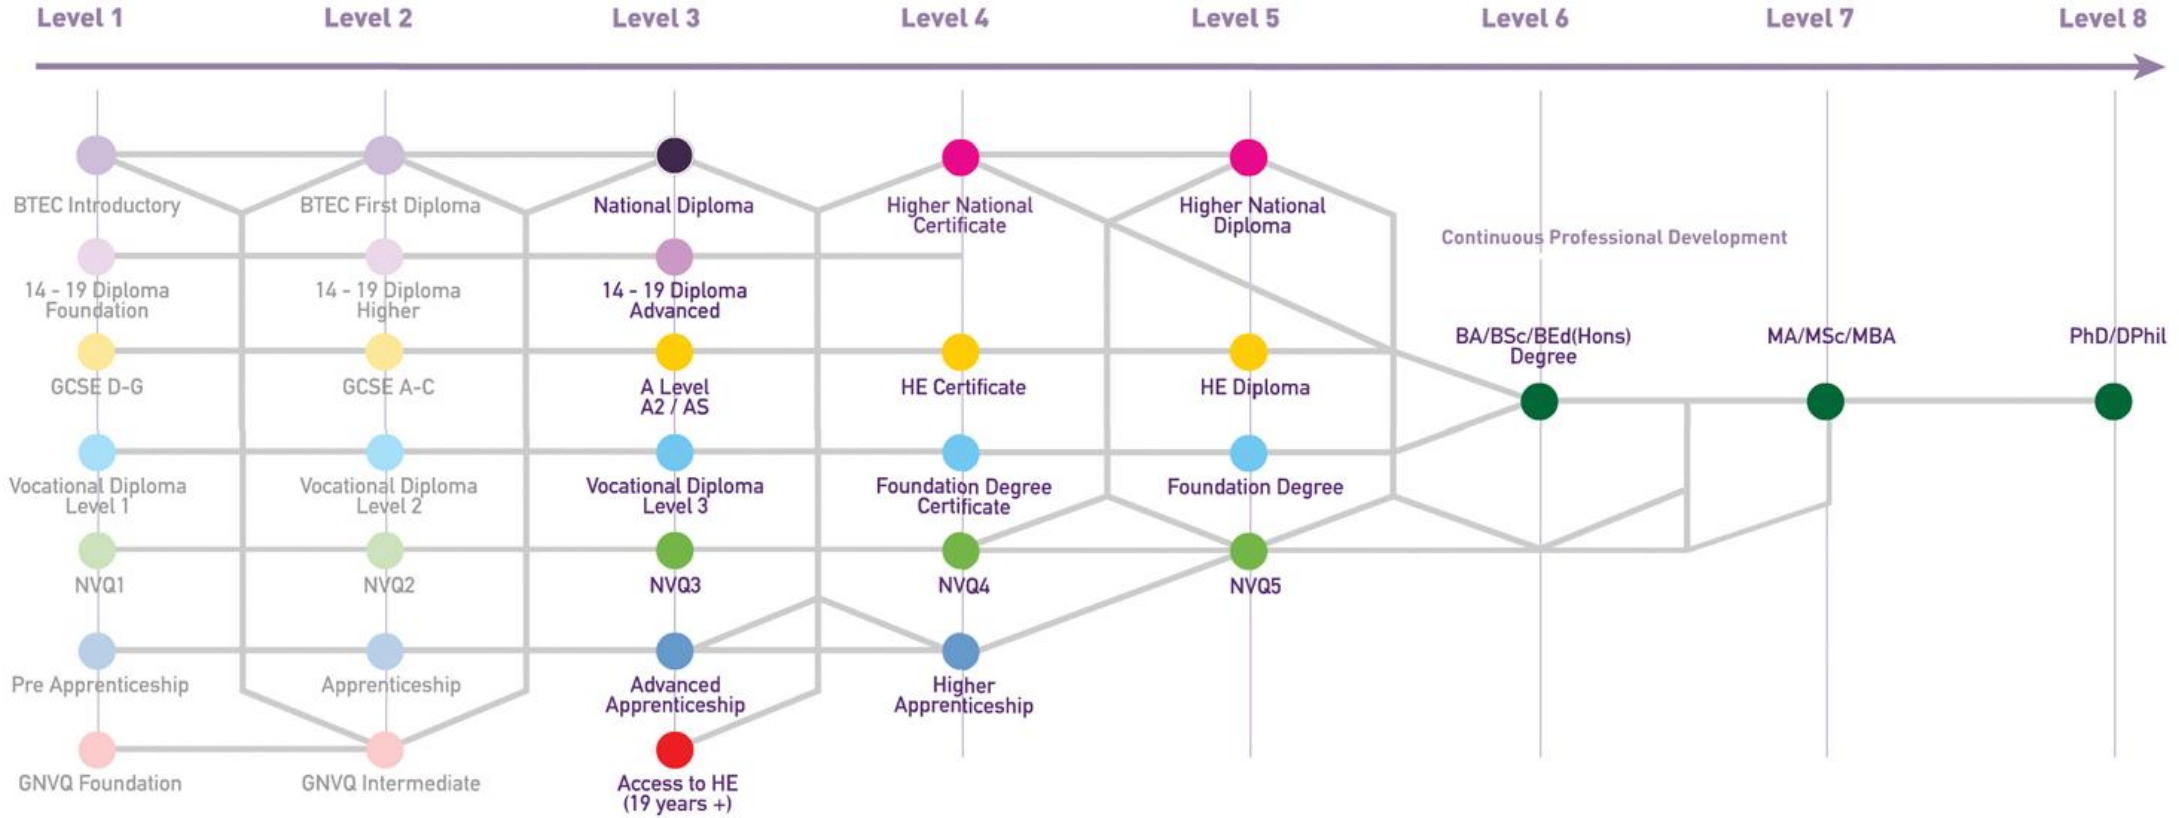 Level 1
Level 2
Level 3
Level 4
Level 5
Level 6
Level 7
Level 8
BTEC Introductory
BTEC First Diploma
National Diploma
Higher National
Certificate
Higher National
Diploma
Continuous Professional Development
14 - 19 Diploma
Foundation
14 - 19 Diploma
Higher
14 - 19 Diploma
Advanced
BA/BSc/BEd(Hons)
Degree
MA/MSc/MBA
PhD/DPhil
GCSE D-G
GCSE A-C
A Level
A2 / AS
HE Certificate
HE Diploma
Vocational Diploma
Level 1
Vocational Diploma
Level 2
Vocational Diploma
Level 3
Foundation Degree
Certificate
Foundation Degree
NVQ1
NVQ2
NVQ3
NVQ4
NVQ5
Pre Apprenticeship
Apprenticeship
Advanced
Apprenticeship
Higher
Apprenticeship
GNVQ Foundation
GNVQ Intermediate
Access to HE
(19 years +)